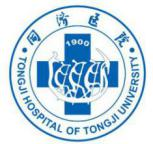 同济医院
1900
TONGJI HOSPITAL OF TONGJI UNIVERSITY